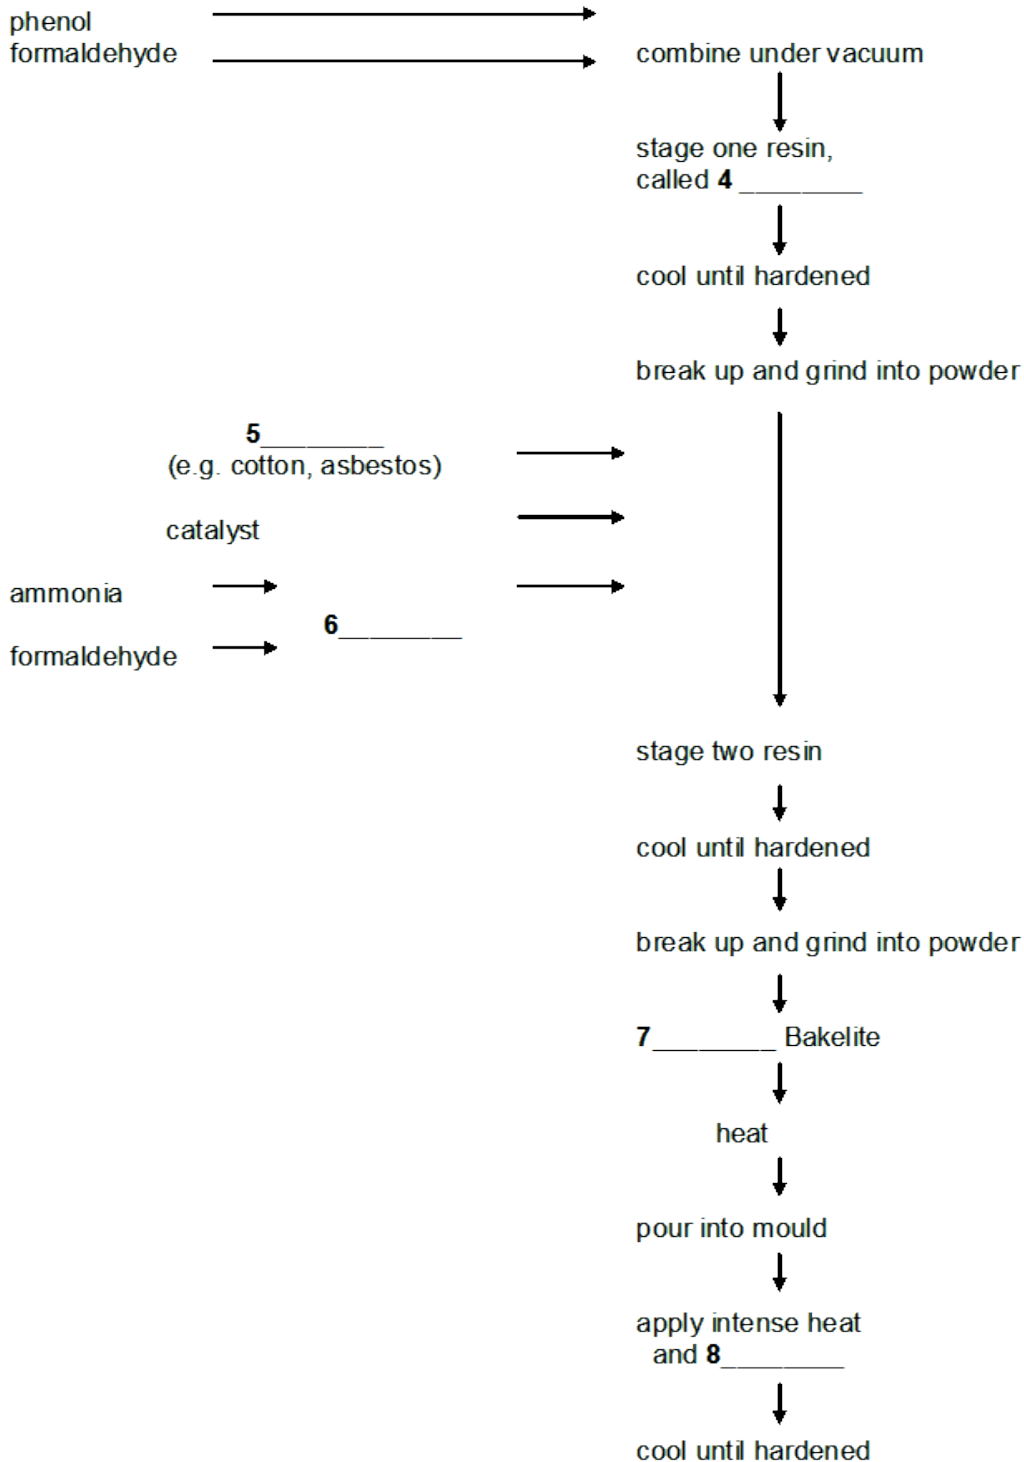 phenol
formaldehyde
combine under vacuum
stage one resin,
called 4 ________
cool until hardened
break up and grind into powder
5________
(e.g. cotton, asbestos)
catalyst
ammonia
6________
formaldehyde
stage two resin
cool until hardened
break up and grind into powder
7________ Bakelite
heat
pour into mould
apply intense heat
and 8________
cool until hardened